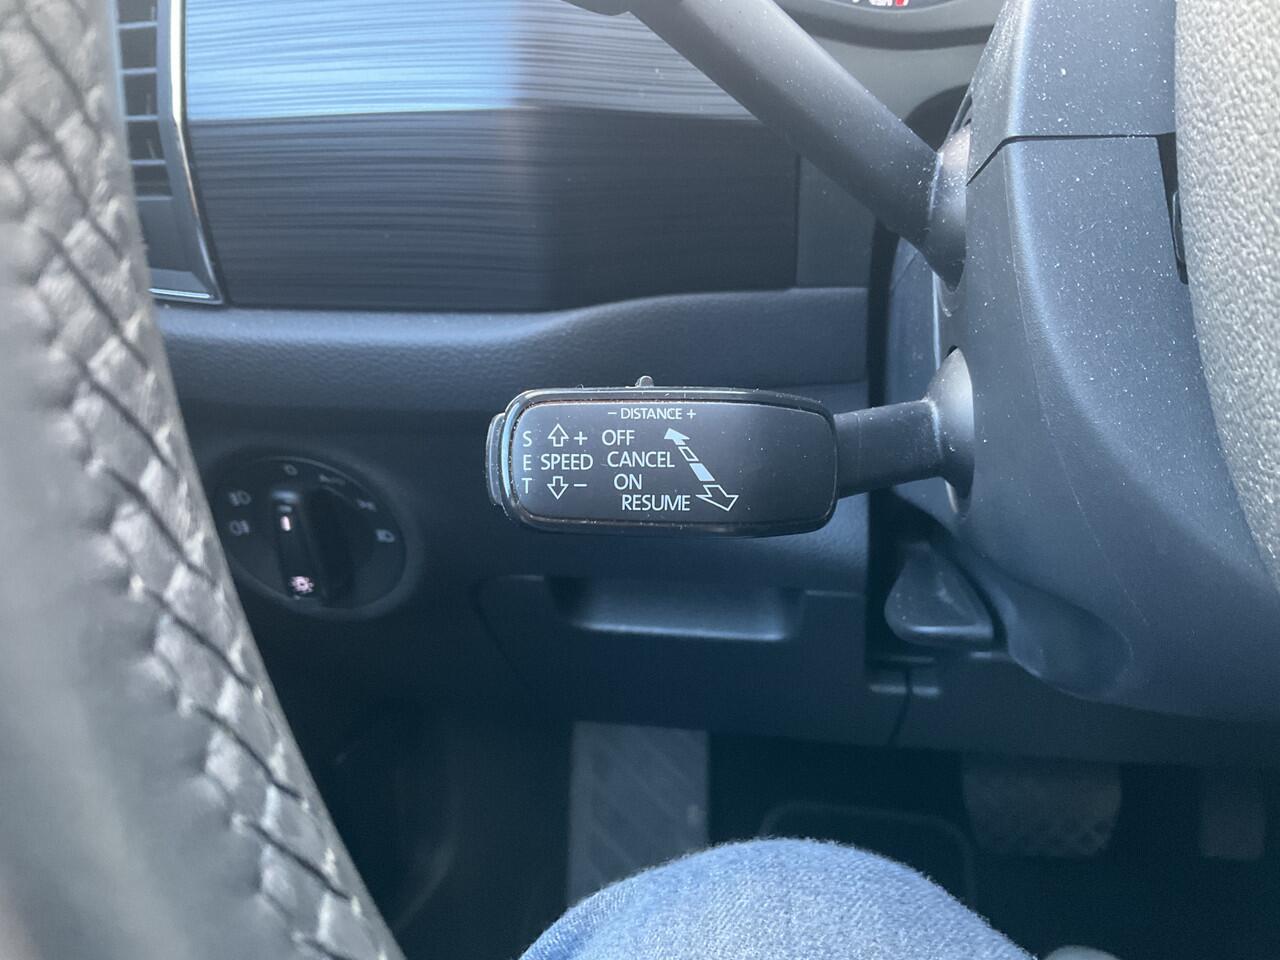 − DISTANCE +
S + OFF
E SPEED CANCEL
T − ON
RESUME